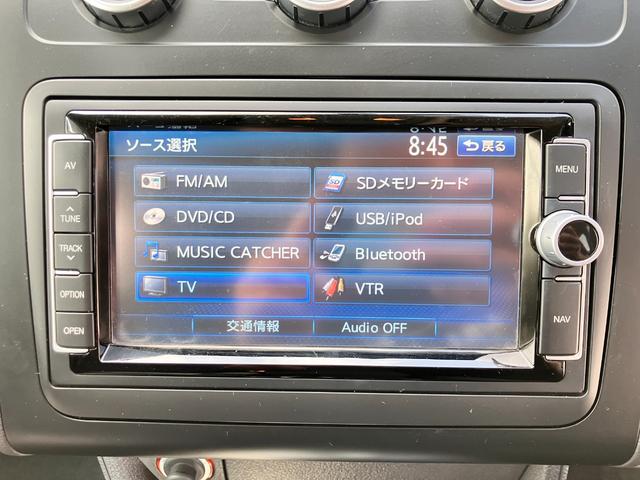 ソース選択
8:45
戻る
FM/AM
SDメモリーカード
SD
DVD/CD
USB/iPod
MUSIC CATCHER
Bluetooth
TV
VTR
交通情報
Audio OFF
AV
TUNE
TRACK
OPTION
OPEN
MENU
NAV